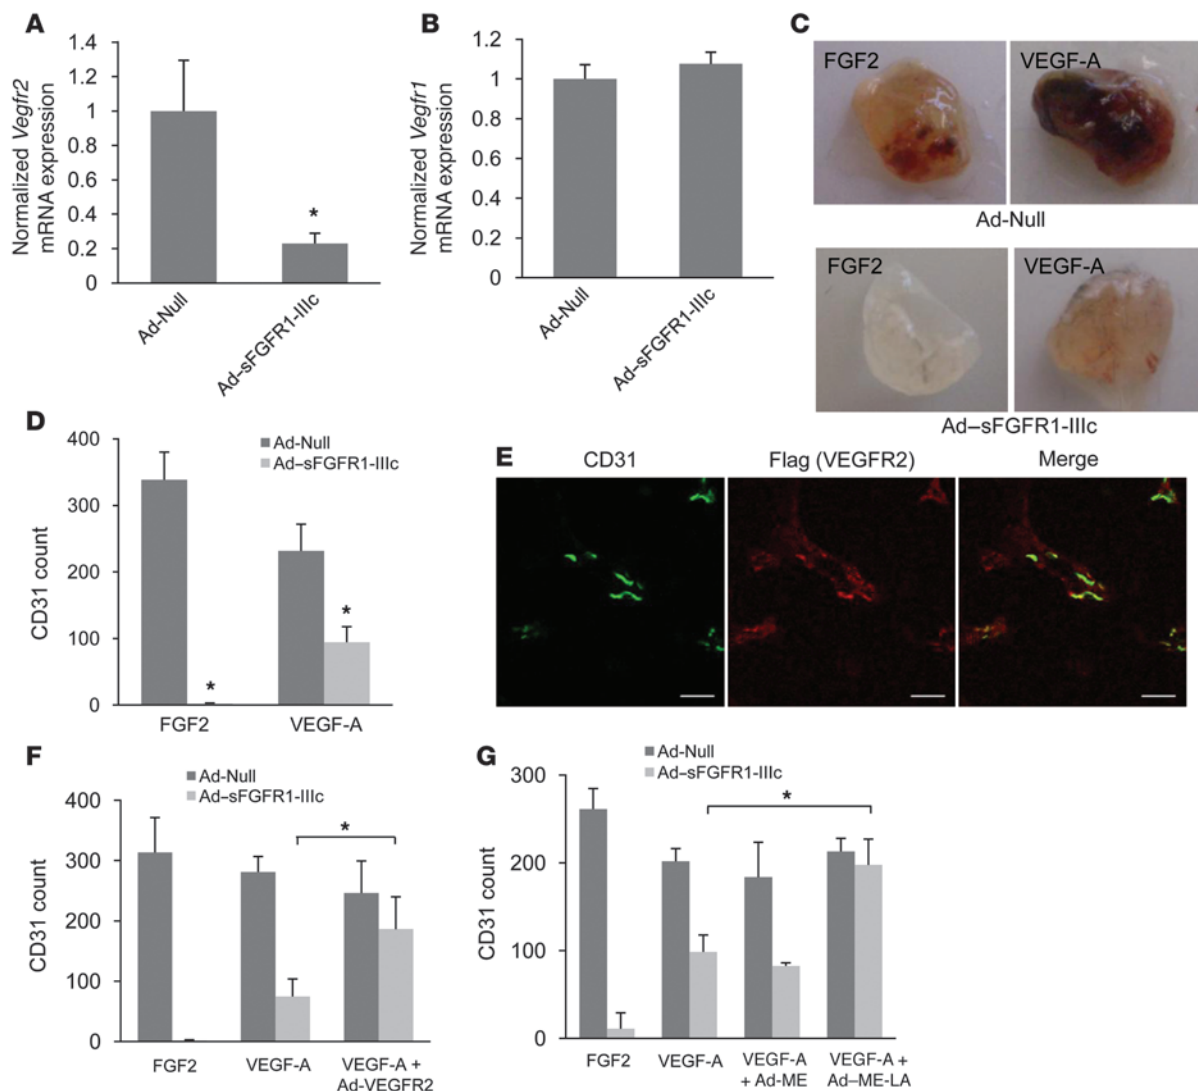 A
Normalized Vegfr2
mRNA expression
1.4
1.2
1
0.8
0.6
0.4
0.2
0
*
Ad-Null
Ad–sFGFR1-IIIc
B
Normalized Vegfr1
mRNA expression
1.2
1
0.8
0.6
0.4
0.2
0
Ad-Null
Ad–sFGFR1-IIIc
C
FGF2
VEGF-A
Ad-Null
FGF2
VEGF-A
Ad–sFGFR1-IIIc
D
CD31 count
400
300
200
100
0
Ad-Null
Ad–sFGFR1-IIIc
*
*
FGF2
VEGF-A
E
CD31
Flag (VEGFR2)
Merge
F
CD31 count
400
300
200
100
0
Ad-Null
Ad–sFGFR1-IIIc
*
FGF2
VEGF-A
VEGF-A +
Ad-VEGFR2
G
CD31 count
300
200
100
0
Ad-Null
Ad–sFGFR1-IIIc
*
FGF2
VEGF-A
VEGF-A
+ Ad-ME
VEGF-A +
Ad–ME-LA